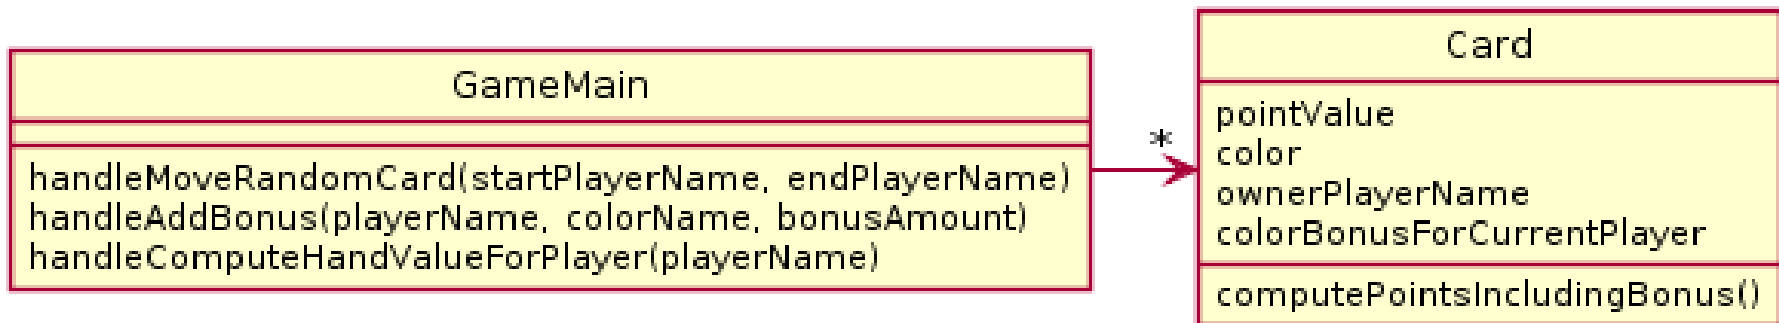 GameMain
handleMoveRandomCard(startPlayerName, endPlayerName)
handleAddBonus(playerName, colorName, bonusAmount)
handleComputeHandValueForPlayer(playerName)
*
Card
pointValue
color
ownerPlayerName
colorBonusForCurrentPlayer
computePointsIncludingBonus()